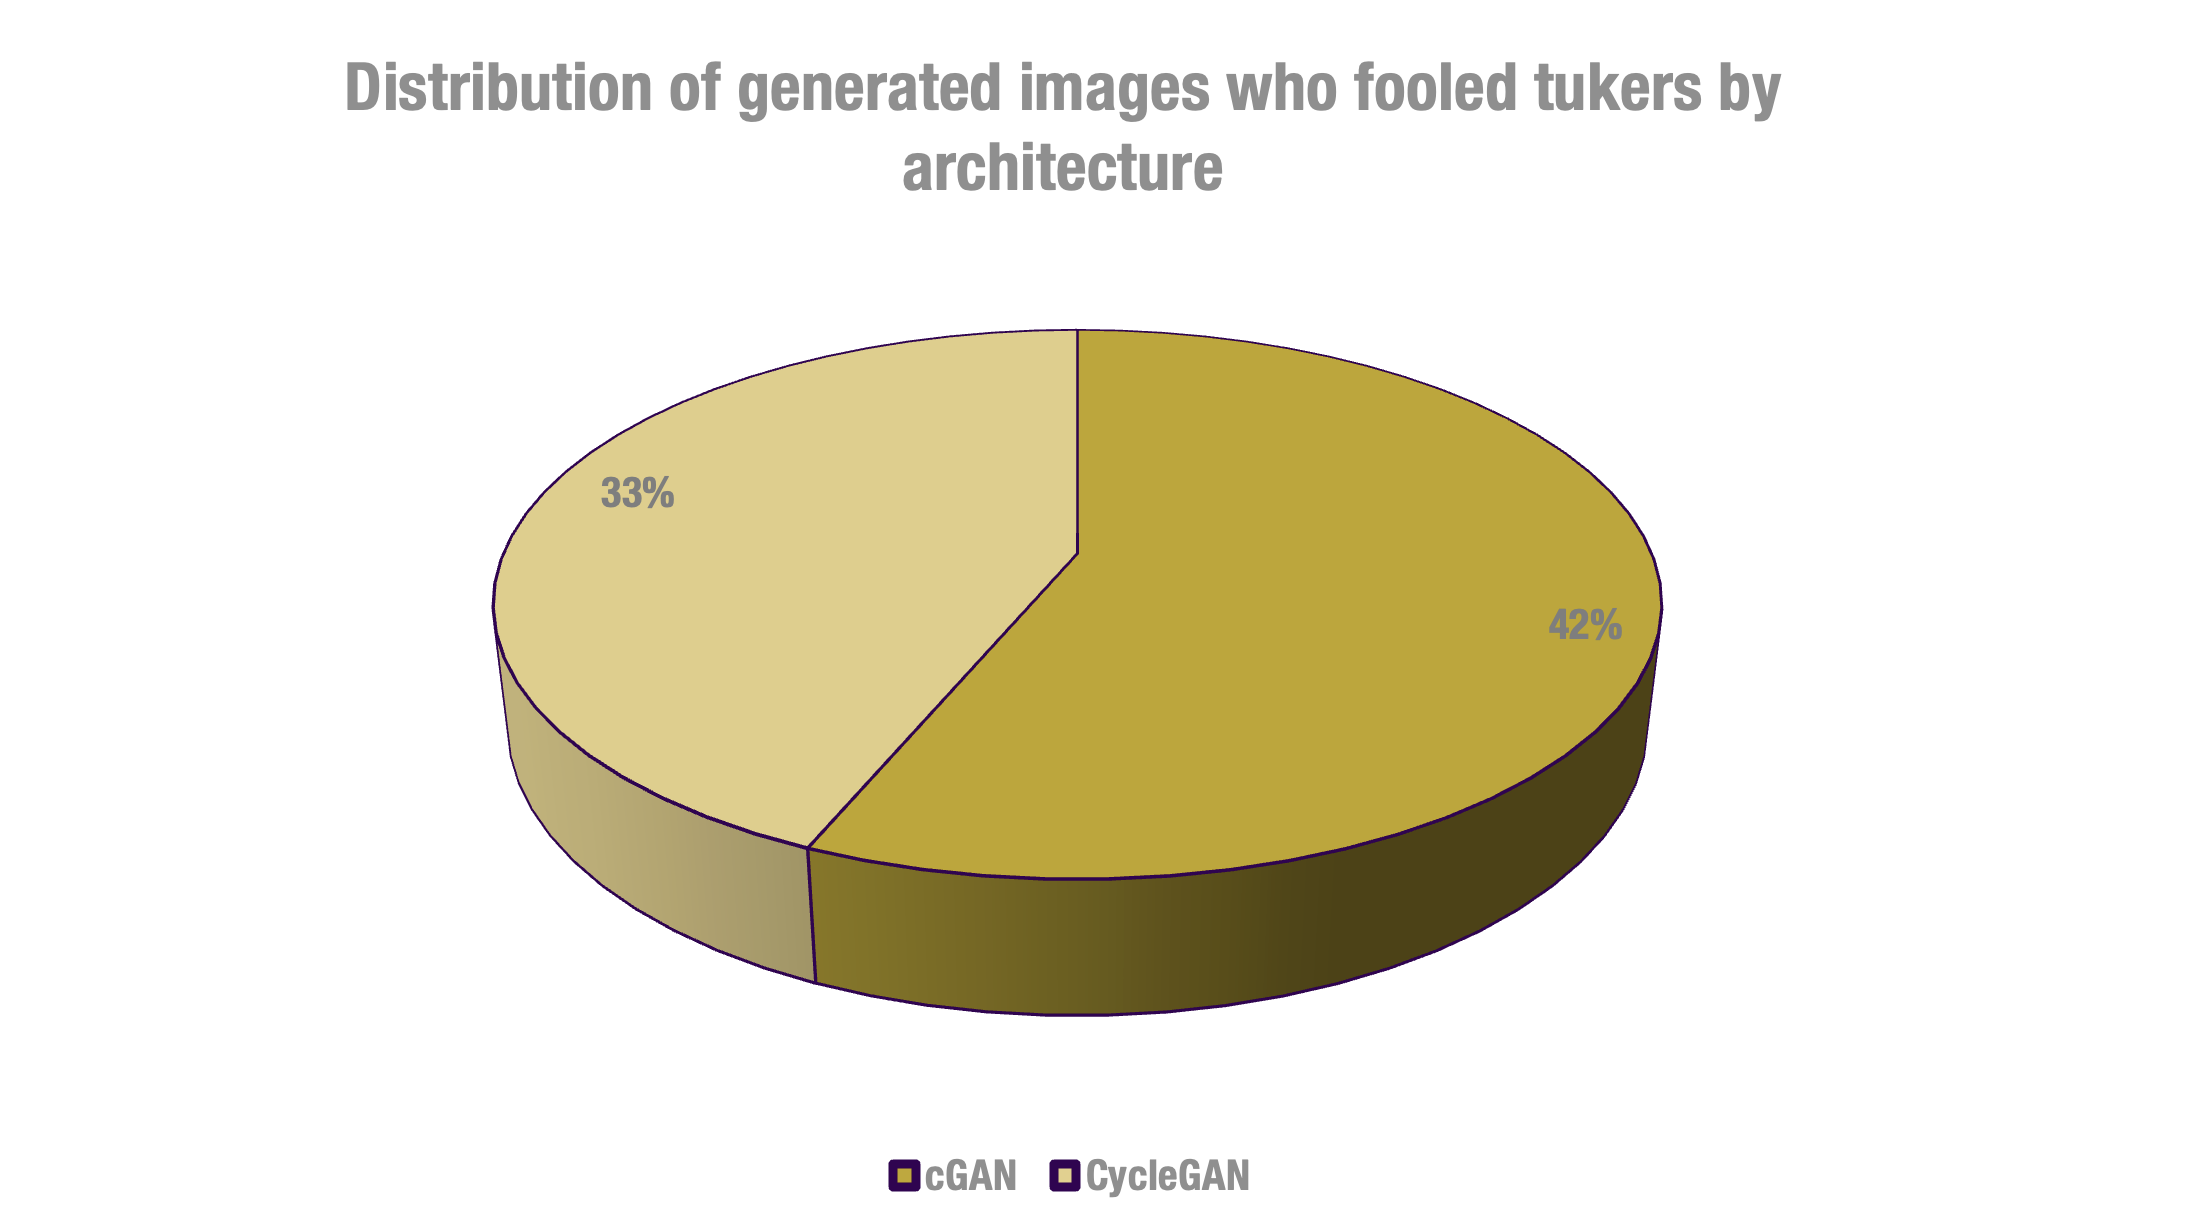 Distribution of generated images who fooled tukers by
architecture
33%
42%
cGAN CycleGAN